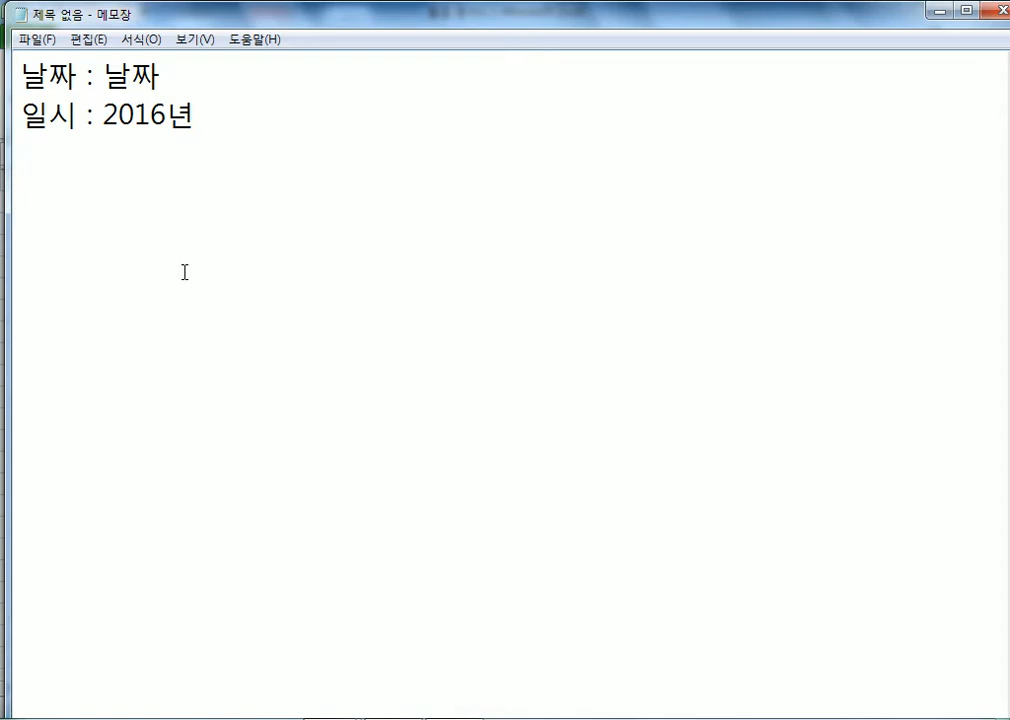 제목 없음 - 메모장
파일(F) 편집(E) 서식(O) 보기(V) 도움말(H)
날짜 : 날짜
일시 : 2016년